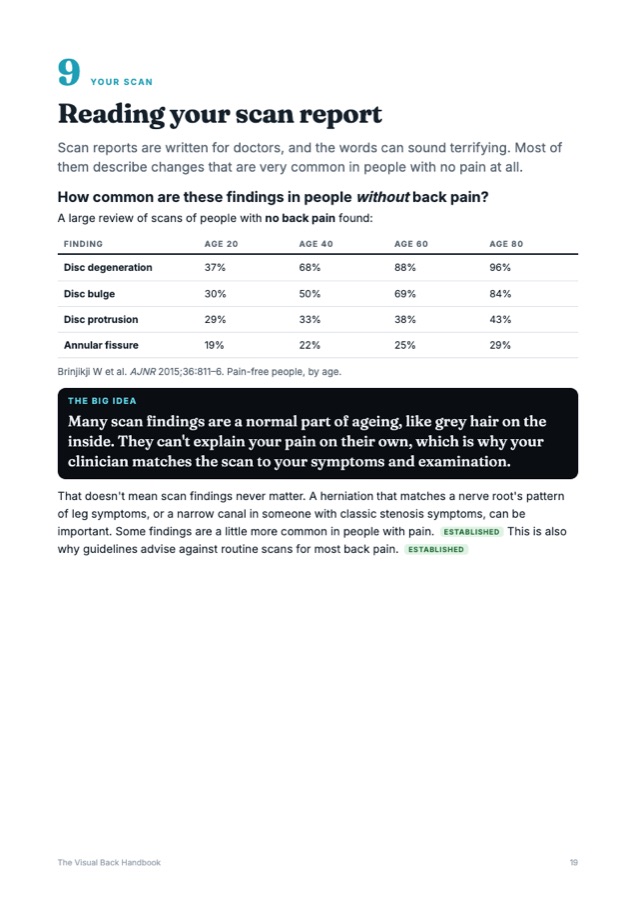 9 YOUR SCAN
Reading your scan report
Scan reports are written for doctors, and the words can sound terrifying. Most of
them describe changes that are very common in people with no pain at all.
How common are these findings in people without back pain?
A large review of scans of people with no back pain found:
FINDING AGE 20 AGE 40 AGE 60 AGE 80
Disc degeneration 37% 68% 88% 96%
Disc bulge 30% 50% 69% 84%
Disc protrusion 29% 33% 38% 43%
Annular fissure 19% 22% 25% 29%
Brinjikji W et al. AJNR 2015;36:811–6. Pain-free people, by age.
THE BIG IDEA
Many scan findings are a normal part of ageing, like grey hair on the
inside. They can't explain your pain on their own, which is why your
clinician matches the scan to your symptoms and examination.
That doesn't mean scan findings never matter. A herniation that matches a nerve root's pattern
of leg symptoms, or a narrow canal in someone with classic stenosis symptoms, can be
important. Some findings are a little more common in people with pain. ESTABLISHED This is also
why guidelines advise against routine scans for most back pain. ESTABLISHED
The Visual Back Handbook 19